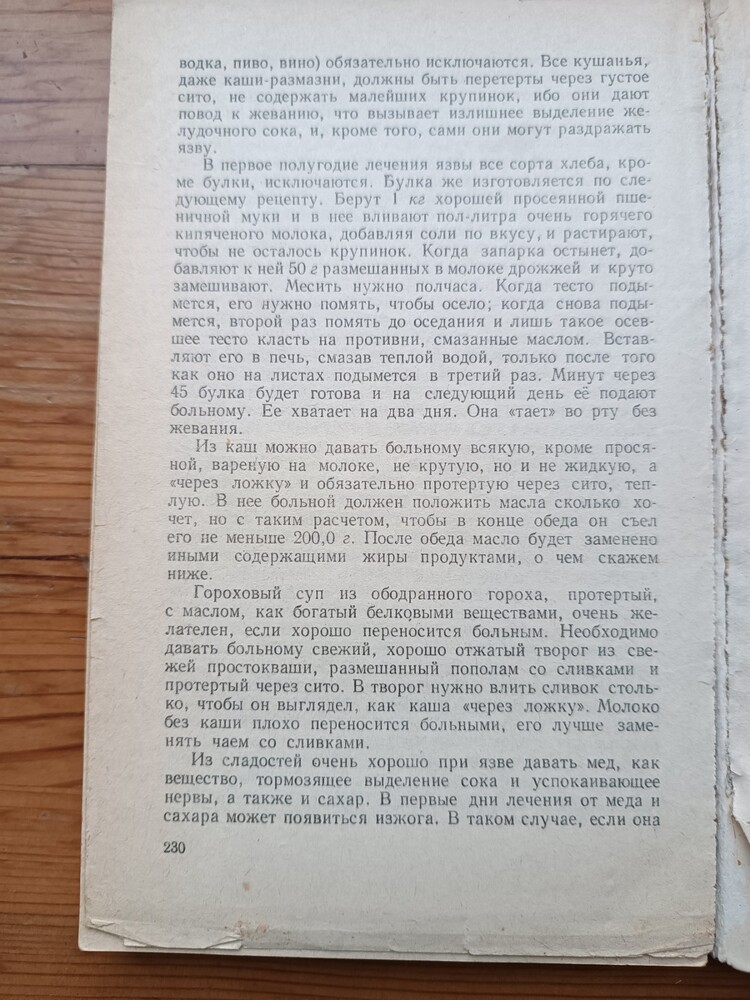 водка, пиво, вино) обязательно исключаются. Все кушанья,
даже каши-размазни, должны быть перетерты через густое
сито, не содержать малейших крупинок, ибо они дают
повод к жеванию, что вызывает излишнее выделение же-
лудочного сока, и, кроме того, сами они могут раздражать
язву.
В первое полугодие лечения язвы все сорта хлеба, кро-
ме булки, исключаются. Булка же изготовляется по сле-
дующему рецепту. Берут 1 кг хорошей просеянной пше-
ничной муки и в нее вливают пол-литра очень горячего
кипяченого молока, добавляя соли по вкусу, и растирают,
чтобы не осталось крупинок. Когда запарка остынет, до-
бавляют к ней 50 г размешанных в молоке дрожжей и круто
замешивают. Месить нужно полчаса. Когда тесто поды-
мется, его нужно помять, чтобы осело; когда снова поды-
мется, второй раз помять до оседания и лишь такое осев-
шее тесто класть на противни, смазанные маслом. Встав-
ляют его в печь, смазав теплой водой, только после того
как оно на листах подымется в третий раз. Минут через
45 булка будет готова и на следующий день её подают
больному. Ее хватает на два дня. Она «тает» во рту без
жевания.
Из каш можно давать больному всякую, кроме прося-
ной, вареную на молоке, не крутую, но и не жидкую, а
«через ложку» и обязательно протертую через сито, теп-
лую. В нее больной должен положить масла сколько хо-
чет, но с таким расчетом, чтобы в конце обеда он съел
его не меньше 200,0 г. После обеда масло будет заменено
иными содержащими жиры продуктами, о чем скажем
ниже.
Гороховый суп из ободранного гороха, протертый,
с маслом, как богатый белковыми веществами, очень же-
лателен, если хорошо переносится больным. Необходимо
давать больному свежий, хорошо отжатый творог из све-
жей простокваши, размешанный пополам со сливками и
протертый через сито. В творог нужно влить сливок столь-
ко, чтобы он выглядел, как каша «через ложку». Молоко
без каши плохо переносится больными, его лучше заме-
нять чаем со сливками.
Из сладостей очень хорошо при язве давать мед, как
вещество, тормозящее выделение сока и успокаивающее
нервы, а также и сахар. В первые дни лечения от меда и
сахара может появиться изжога. В таком случае, если она
230